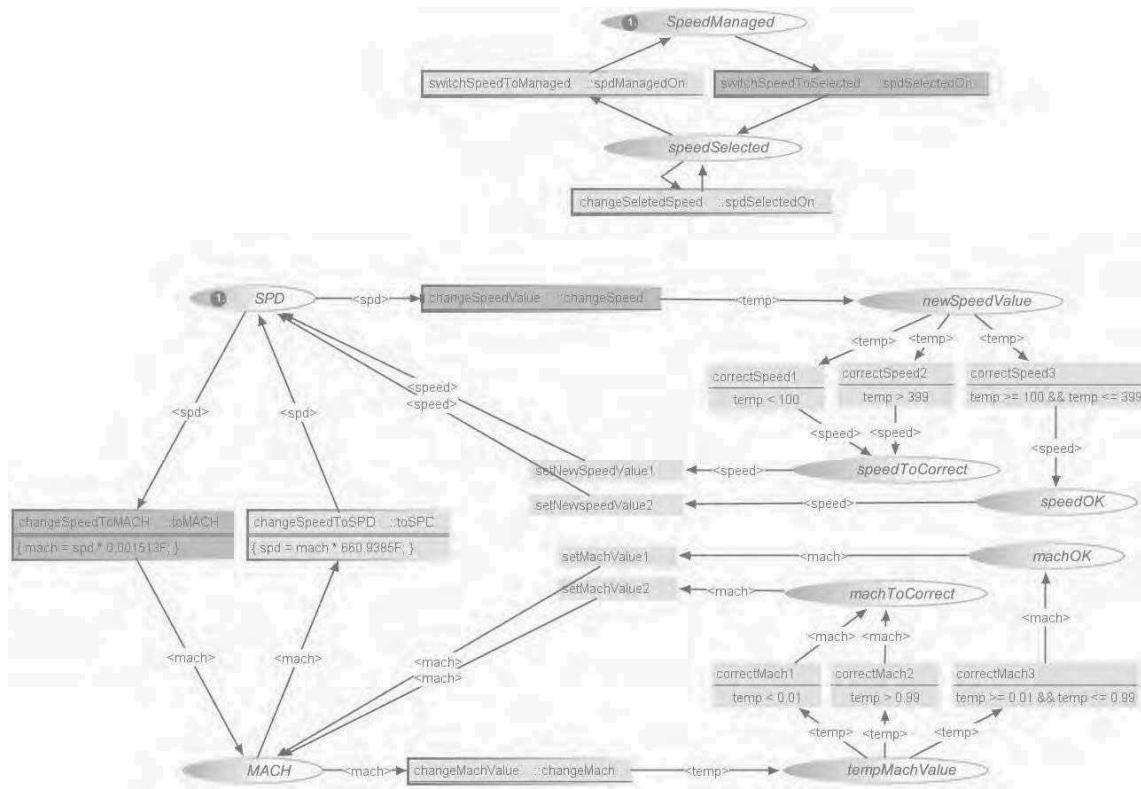 1. SpeedManaged
switchSpeedToManaged ::spdManagedOn
switchSpeedToSelected ::spdSelectedOn
speedSelected
changeSeletedSpeed ::spdSelectedOn
1. SPD
<spd>
changeSpeedValue ::changeSpeed
<temp>
newSpeedValue
<temp>
<temp>
<temp>
correctSpeed1
temp < 100
correctSpeed2
temp > 399
correctSpeed3
temp >= 100 && temp <= 399
<speed>
<speed>
<spd>
<spd>
<speed>
<speed>
<speed>
setNewSpeedValue1
<speed>
speedToCorrect
setNewspeedValue2
<speed>
speedOK
changeSpeedToMACH ::toMACH
{ mach = spd * 0.001513F; }
changeSpeedToSPD ::toSPD
{ spd = mach * 660.9385F; }
setMachValue1
<mach>
machOK
setMachValue2
<mach>
machToCorrect
<mach>
<mach>
<mach>
<mach>
<mach>
<mach>
<mach>
correctMach1
temp < 0.01
correctMach2
temp > 0.99
correctMach3
temp >= 0.01 && temp <= 0.99
<temp>
<temp>
<temp>
MACH
<mach>
changeMachValue ::changeMach
<temp>
tempMachValue